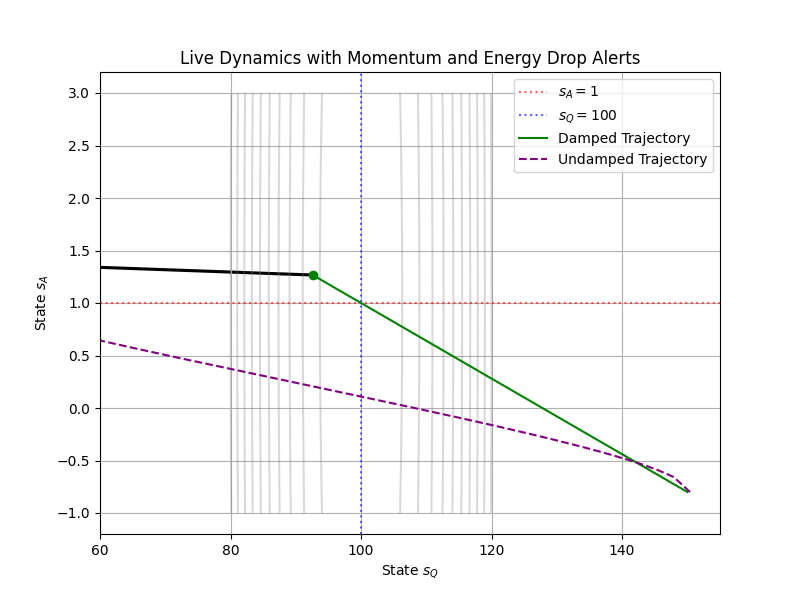 Live Dynamics with Momentum and Energy Drop Alerts
3.0
2.5
2.0
1.5
1.0
0.5
0.0
−0.5
−1.0
State s_A
60 80 100 120 140
State s_Q
s_A = 1
s_Q = 100
Damped Trajectory
Undamped Trajectory